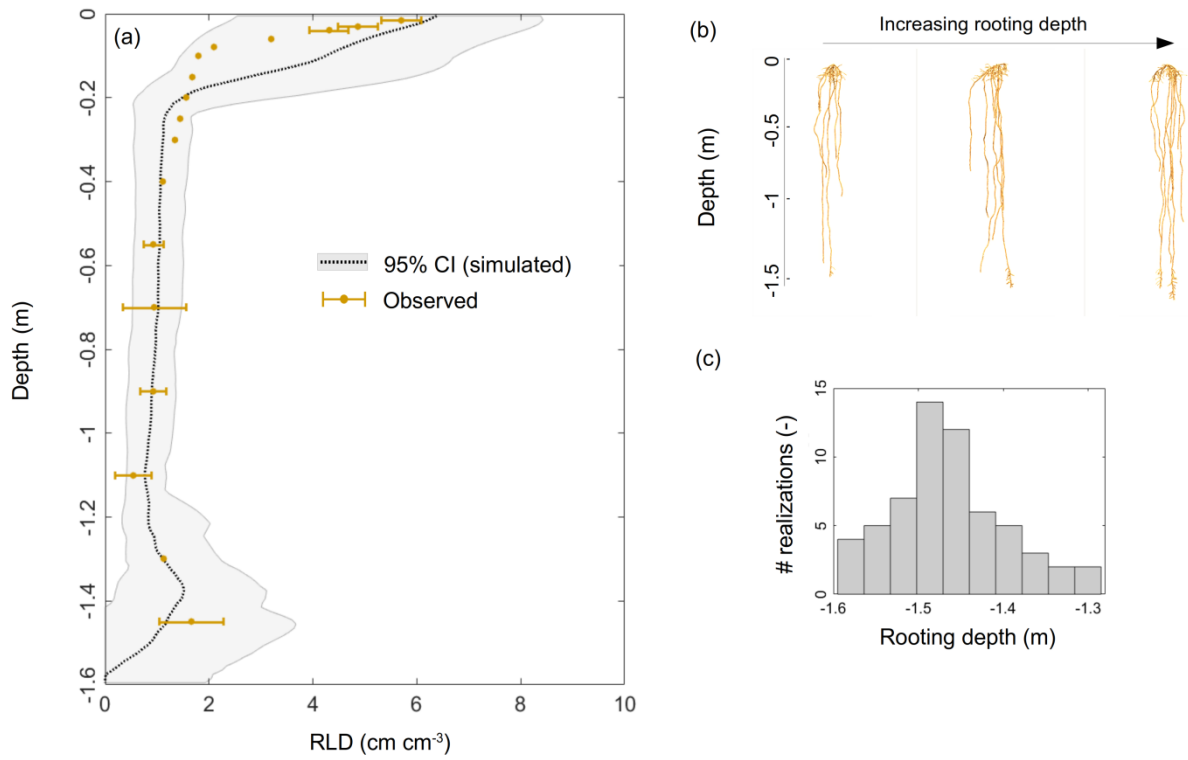 (a)
0
-0.2
-0.4
-0.6
-0.8
-1
-1.2
-1.4
-1.6
Depth (m)
0
2
4
6
8
10
RLD (cm cm⁻³)
95% CI (simulated)
Observed
(b)
Increasing rooting depth
0
-0.5
-1
-1.5
Depth (m)
(c)
15
10
5
0
# realizations (-)
-1.6
-1.5
-1.4
-1.3
Rooting depth (m)